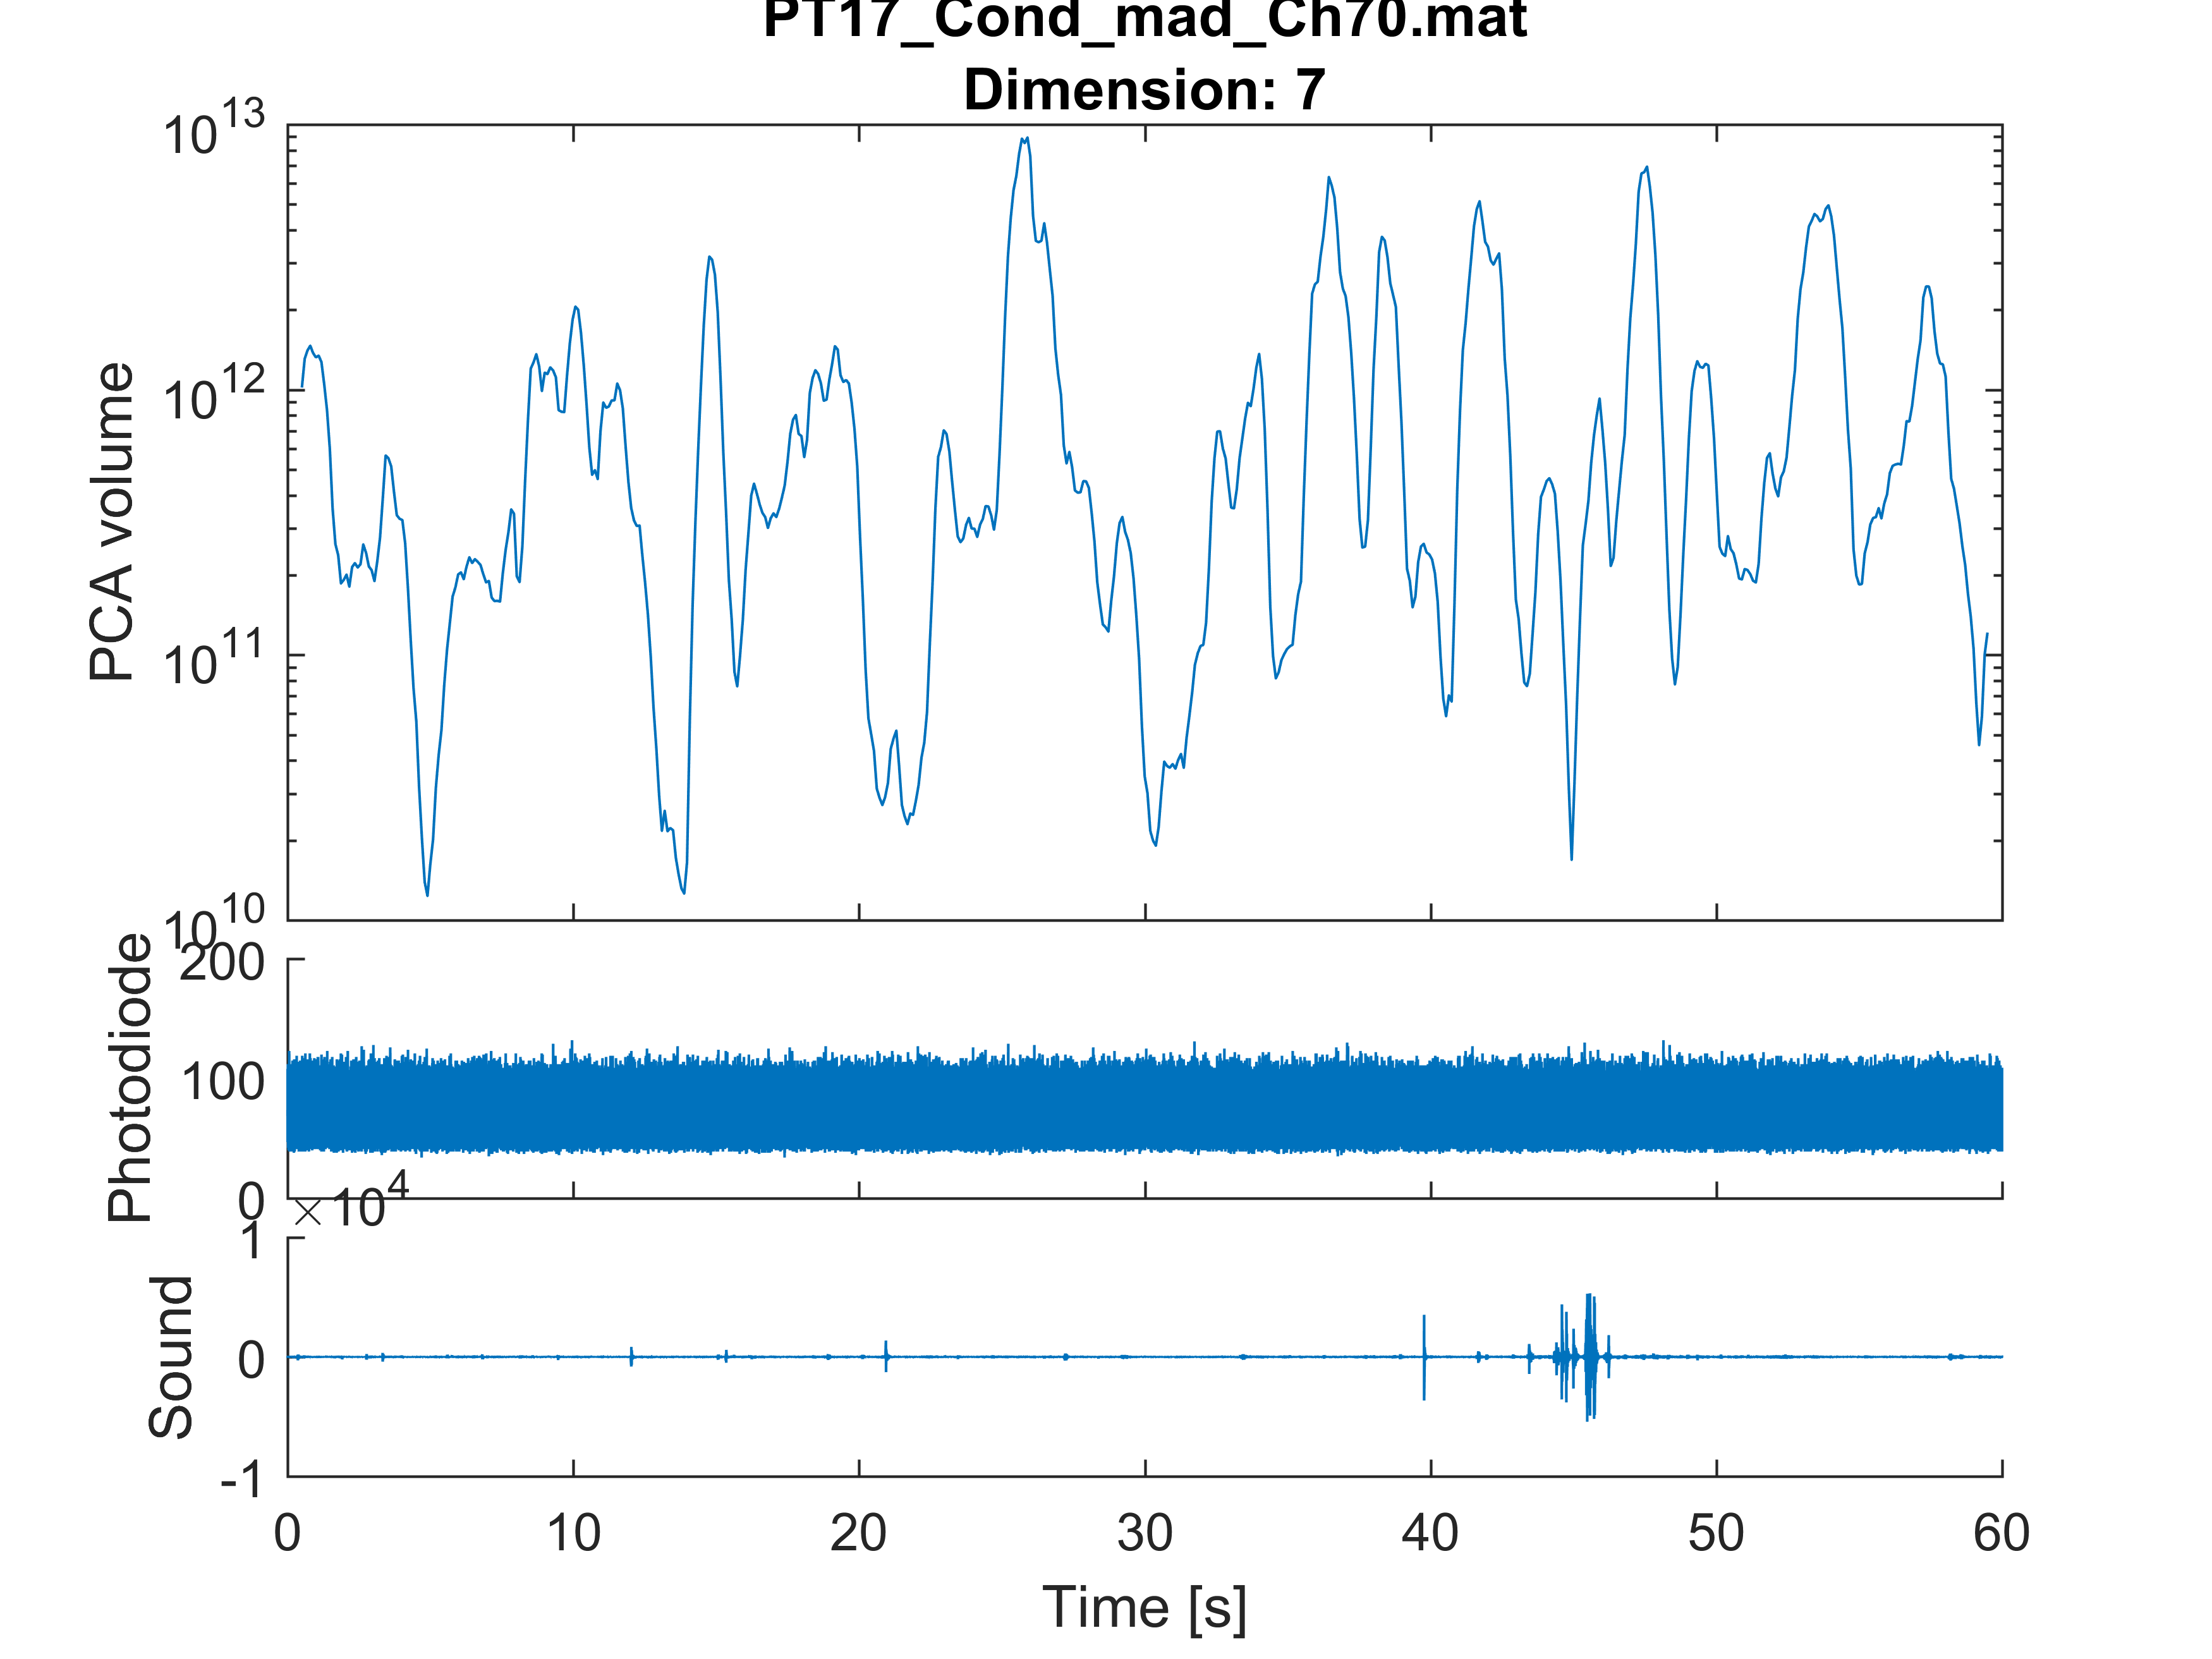 PT17_Cond_mad_Ch70.mat
Dimension: 7
10^13
10^12
10^11
10^10
PCA volume
200
100
0
Photodiode
×10^4
1
0
-1
Sound
0 10 20 30 40 50 60
Time [s]